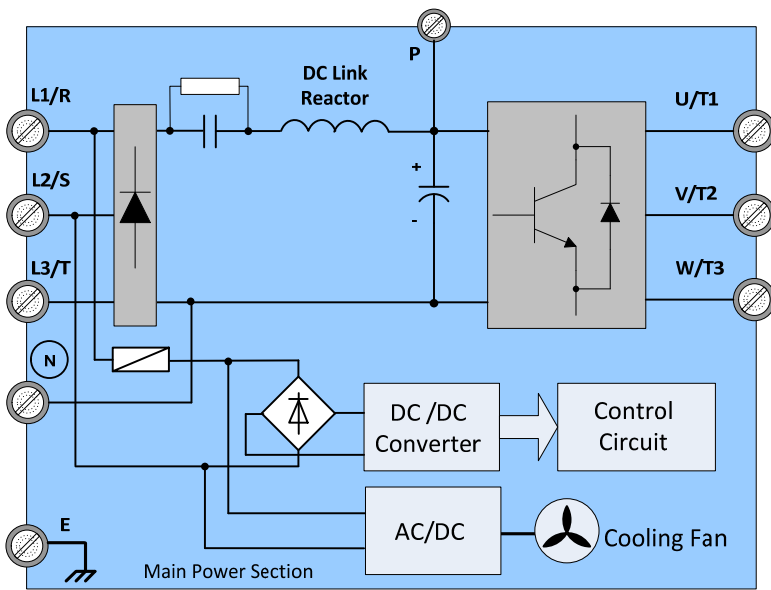 P
L1/R
DC Link
Reactor
U/T1
+
L2/S
V/T2
-
L3/T
W/T3
N
DC /DC
Converter
Control
Circuit
E
AC/DC
Cooling Fan
Main Power Section